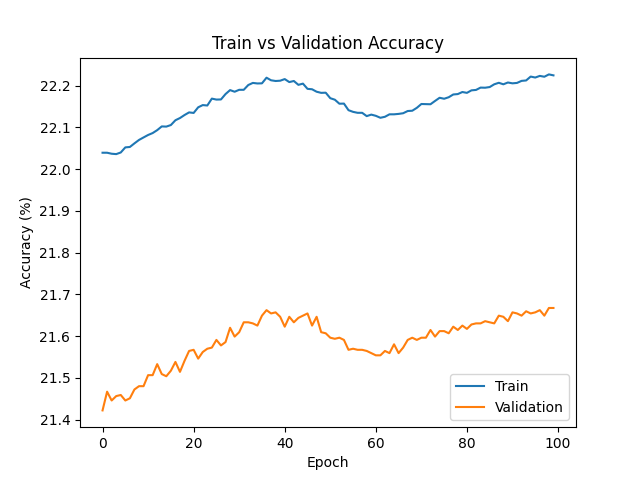 Train vs Validation Accuracy
22.2
22.1
22.0
21.9
21.8
21.7
21.6
21.5
21.4
Accuracy (%)
Train
Validation
0 20 40 60 80 100
Epoch